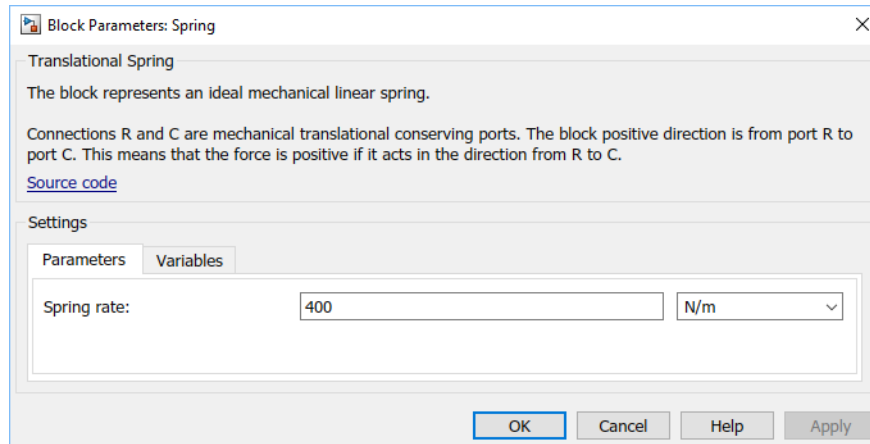 Block Parameters: Spring
Translational Spring
The block represents an ideal mechanical linear spring.
Connections R and C are mechanical translational conserving ports. The block positive direction is from port R to
port C. This means that the force is positive if it acts in the direction from R to C.
Source code
Settings
Parameters Variables
Spring rate: 400 N/m
OK Cancel Help Apply